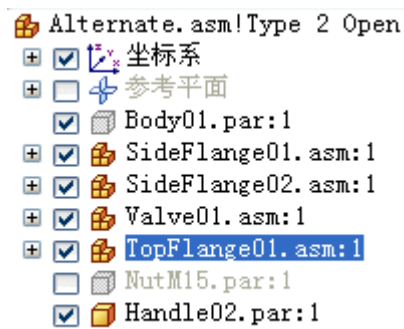 Alternate.asm!Type 2 Open
坐标系
参考平面
Body01.par:1
SideFlange01.asm:1
SideFlange02.asm:1
Valve01.asm:1
TopFlange01.asm:1
NutM15.par:1
Handle02.par:1